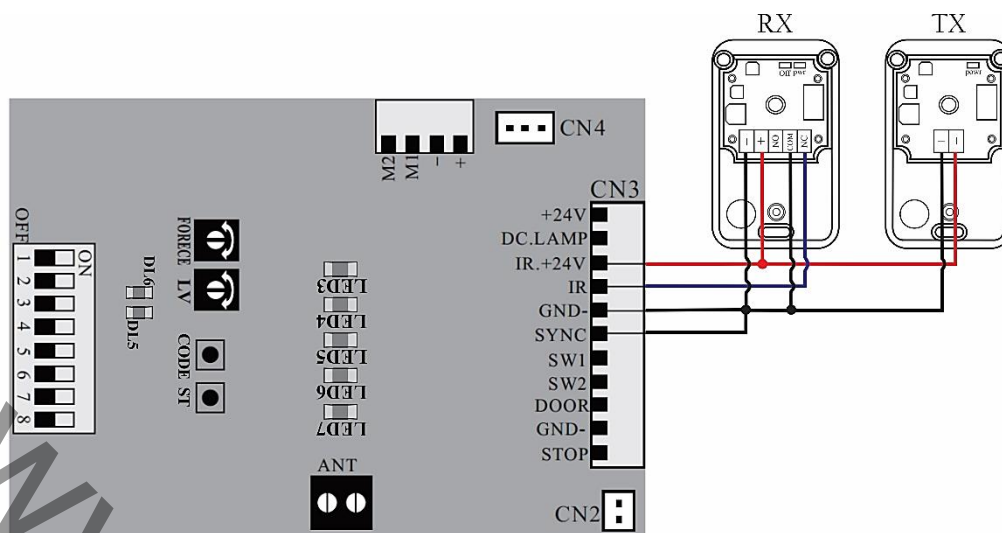 RX TX
Off pwr
powr
− + NO COM NC
− −
M2 M1 − +
CN4
CN3
+24V
DC.LAMP
IR.+24V
IR
GND-
SYNC
SW1
SW2
DOOR
GND-
STOP
OFF
ON
1
2
3
4
5
6
7
8
DL6
DL5
FORECE
LV
CODE
ST
LED3
LED4
LED5
LED6
LED7
ANT
CN2